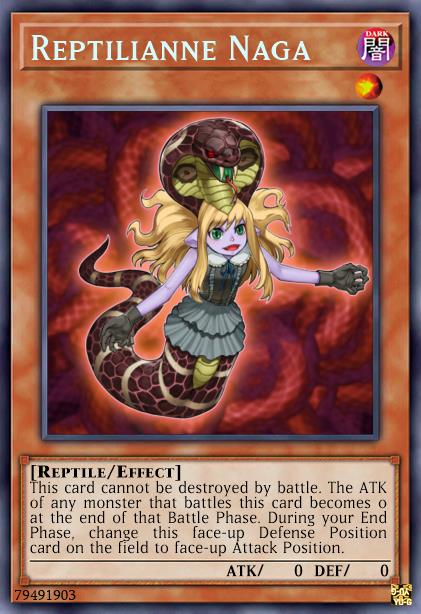 REPTILIANNE NAGA
DARK
闇
[REPTILE/EFFECT]
This card cannot be destroyed by battle. The ATK
of any monster that battles this card becomes 0
at the end of that Battle Phase. During your End
Phase, change this face-up Defense Position
card on the field to face-up Attack Position.
ATK/ 0 DEF/ 0
79491903